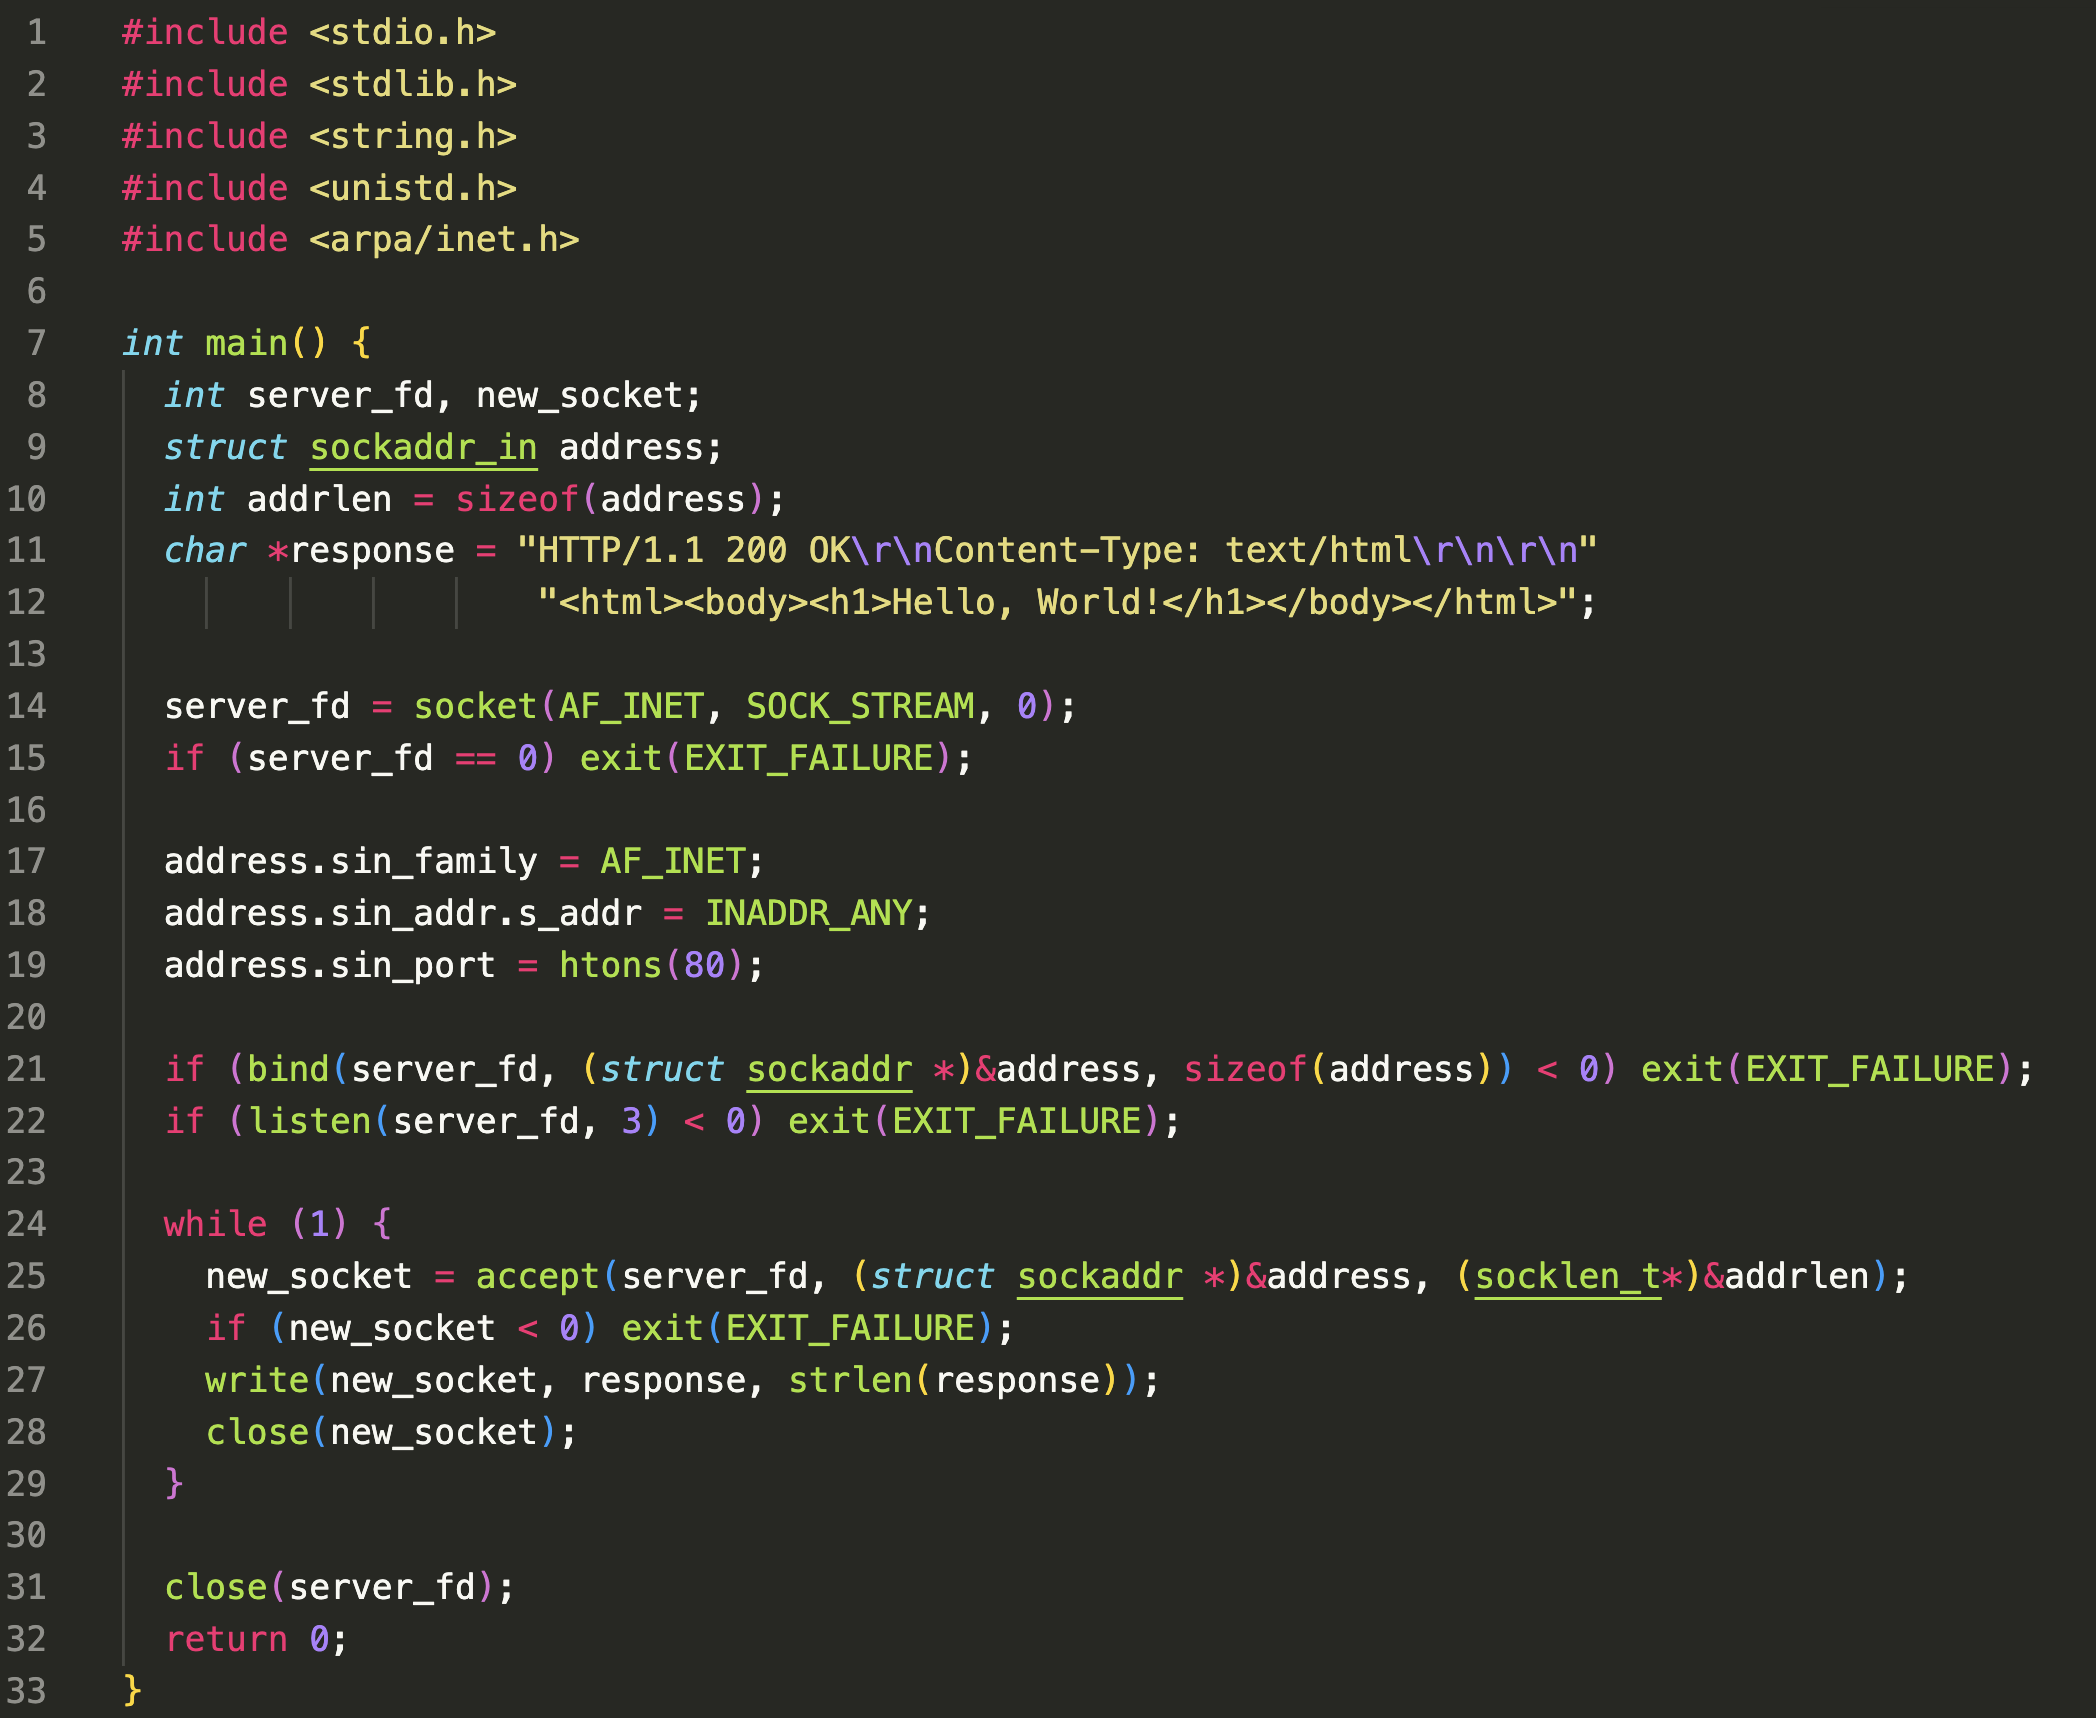 1 #include <stdio.h>
2 #include <stdlib.h>
3 #include <string.h>
4 #include <unistd.h>
5 #include <arpa/inet.h>
6
7 int main() {
8   int server_fd, new_socket;
9   struct sockaddr_in address;
10   int addrlen = sizeof(address);
11   char *response = "HTTP/1.1 200 OK\r\nContent-Type: text/html\r\n\r\n"
12                     "<html><body><h1>Hello, World!</h1></body></html>";
13
14   server_fd = socket(AF_INET, SOCK_STREAM, 0);
15   if (server_fd == 0) exit(EXIT_FAILURE);
16
17   address.sin_family = AF_INET;
18   address.sin_addr.s_addr = INADDR_ANY;
19   address.sin_port = htons(80);
20
21   if (bind(server_fd, (struct sockaddr *)&address, sizeof(address)) < 0) exit(EXIT_FAILURE);
22   if (listen(server_fd, 3) < 0) exit(EXIT_FAILURE);
23
24   while (1) {
25     new_socket = accept(server_fd, (struct sockaddr *)&address, (socklen_t*)&addrlen);
26     if (new_socket < 0) exit(EXIT_FAILURE);
27     write(new_socket, response, strlen(response));
28     close(new_socket);
29   }
30
31   close(server_fd);
32   return 0;
33 }